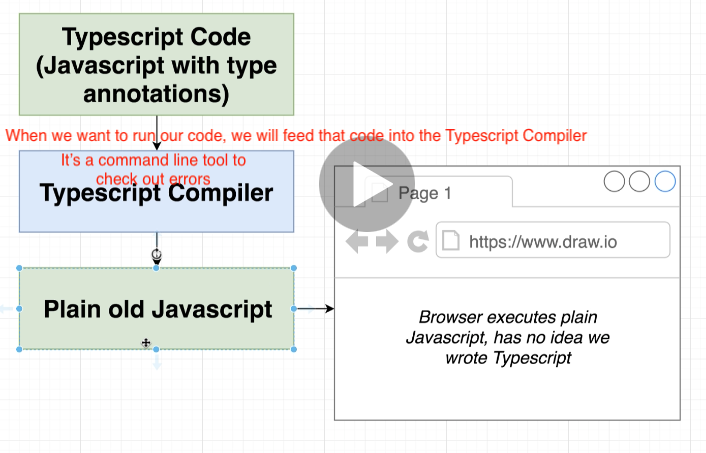 Typescript Code
(Javascript with type
annotations)
When we want to run our code, we will feed that code into the Typescript Compiler
It's a command line tool to
check out errors
Typescript Compiler
Page 1
https://www.draw.io
Plain old Javascript
Browser executes plain
Javascript, has no idea we
wrote Typescript